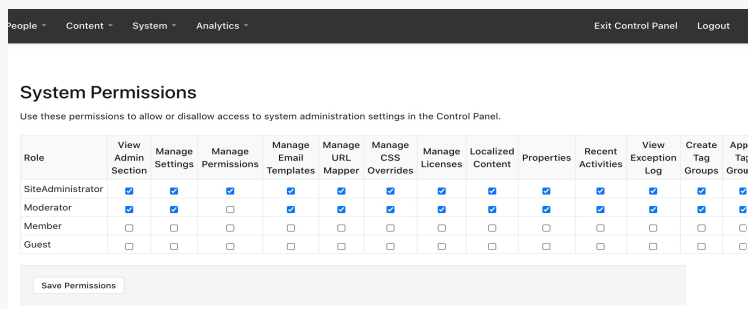 People Content System Analytics Exit Control Panel Logout
System Permissions
Use these permissions to allow or disallow access to system administration settings in the Control Panel.
Role View Admin Section Manage Settings Manage Permissions Manage Email Templates Manage URL Mapper Manage CSS Overrides Manage Licenses Localized Content Properties Recent Activities View Exception Log Create Tag Groups
SiteAdministrator
Moderator
Member
Guest
Save Permissions